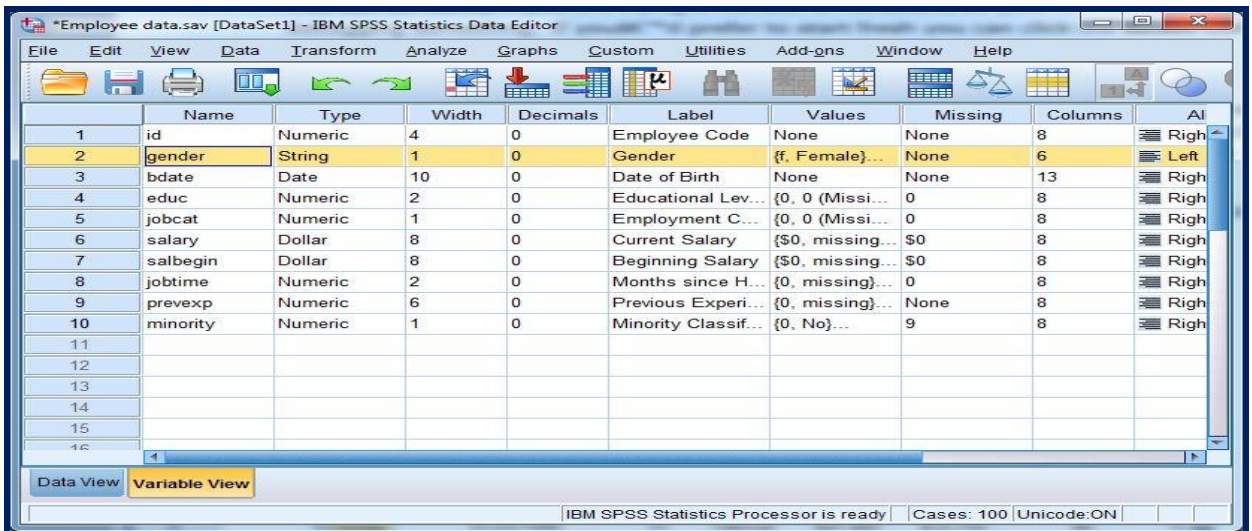 *Employee data.sav [DataSet1] - IBM SPSS Statistics Data Editor
File Edit View Data Transform Analyze Graphs Custom Utilities Add-ons Window Help
Name Type Width Decimals Label Values Missing Columns Al
1 id Numeric 4 0 Employee Code None None 8 Righ
2 gender String 1 0 Gender {f, Female}... None 6 Left
3 bdate Date 10 0 Date of Birth None None 13 Righ
4 educ Numeric 2 0 Educational Lev... {0, 0 (Missi... 0 8 Righ
5 jobcat Numeric 1 0 Employment C... {0, 0 (Missi... 0 8 Righ
6 salary Dollar 8 0 Current Salary {$0, missing... $0 8 Righ
7 salbegin Dollar 8 0 Beginning Salary {$0, missing... $0 8 Righ
8 jobtime Numeric 2 0 Months since H... {0, missing}... 0 8 Righ
9 prevexp Numeric 6 0 Previous Experi... {0, missing}... None 8 Righ
10 minority Numeric 1 0 Minority Classif... {0, No}... 9 8 Righ
11
12
13
14
15
16
Data View Variable View
IBM SPSS Statistics Processor is ready Cases: 100 Unicode:ON